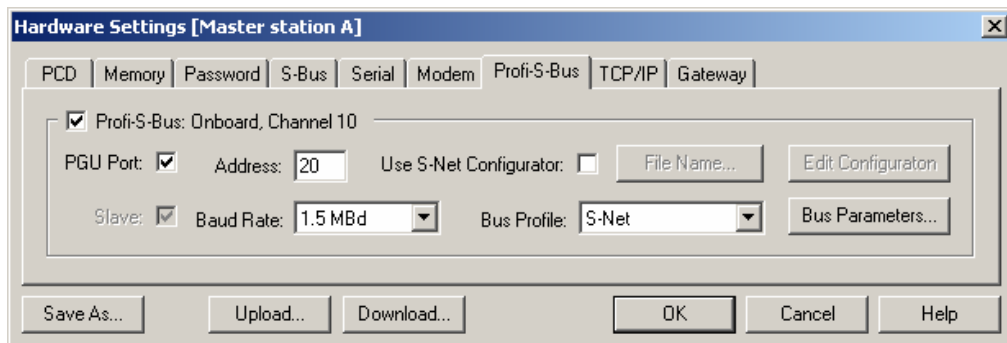 Hardware Settings [Master station A]
PCD Memory Password S-Bus Serial Modem Profi-S-Bus TCP/IP Gateway
Profi-S-Bus: Onboard, Channel 10
PGU Port: Address: 20 Use S-Net Configurator: File Name... Edit Configuraton
Slave: Baud Rate: 1.5 MBd Bus Profile: S-Net Bus Parameters...
Save As... Upload... Download... OK Cancel Help